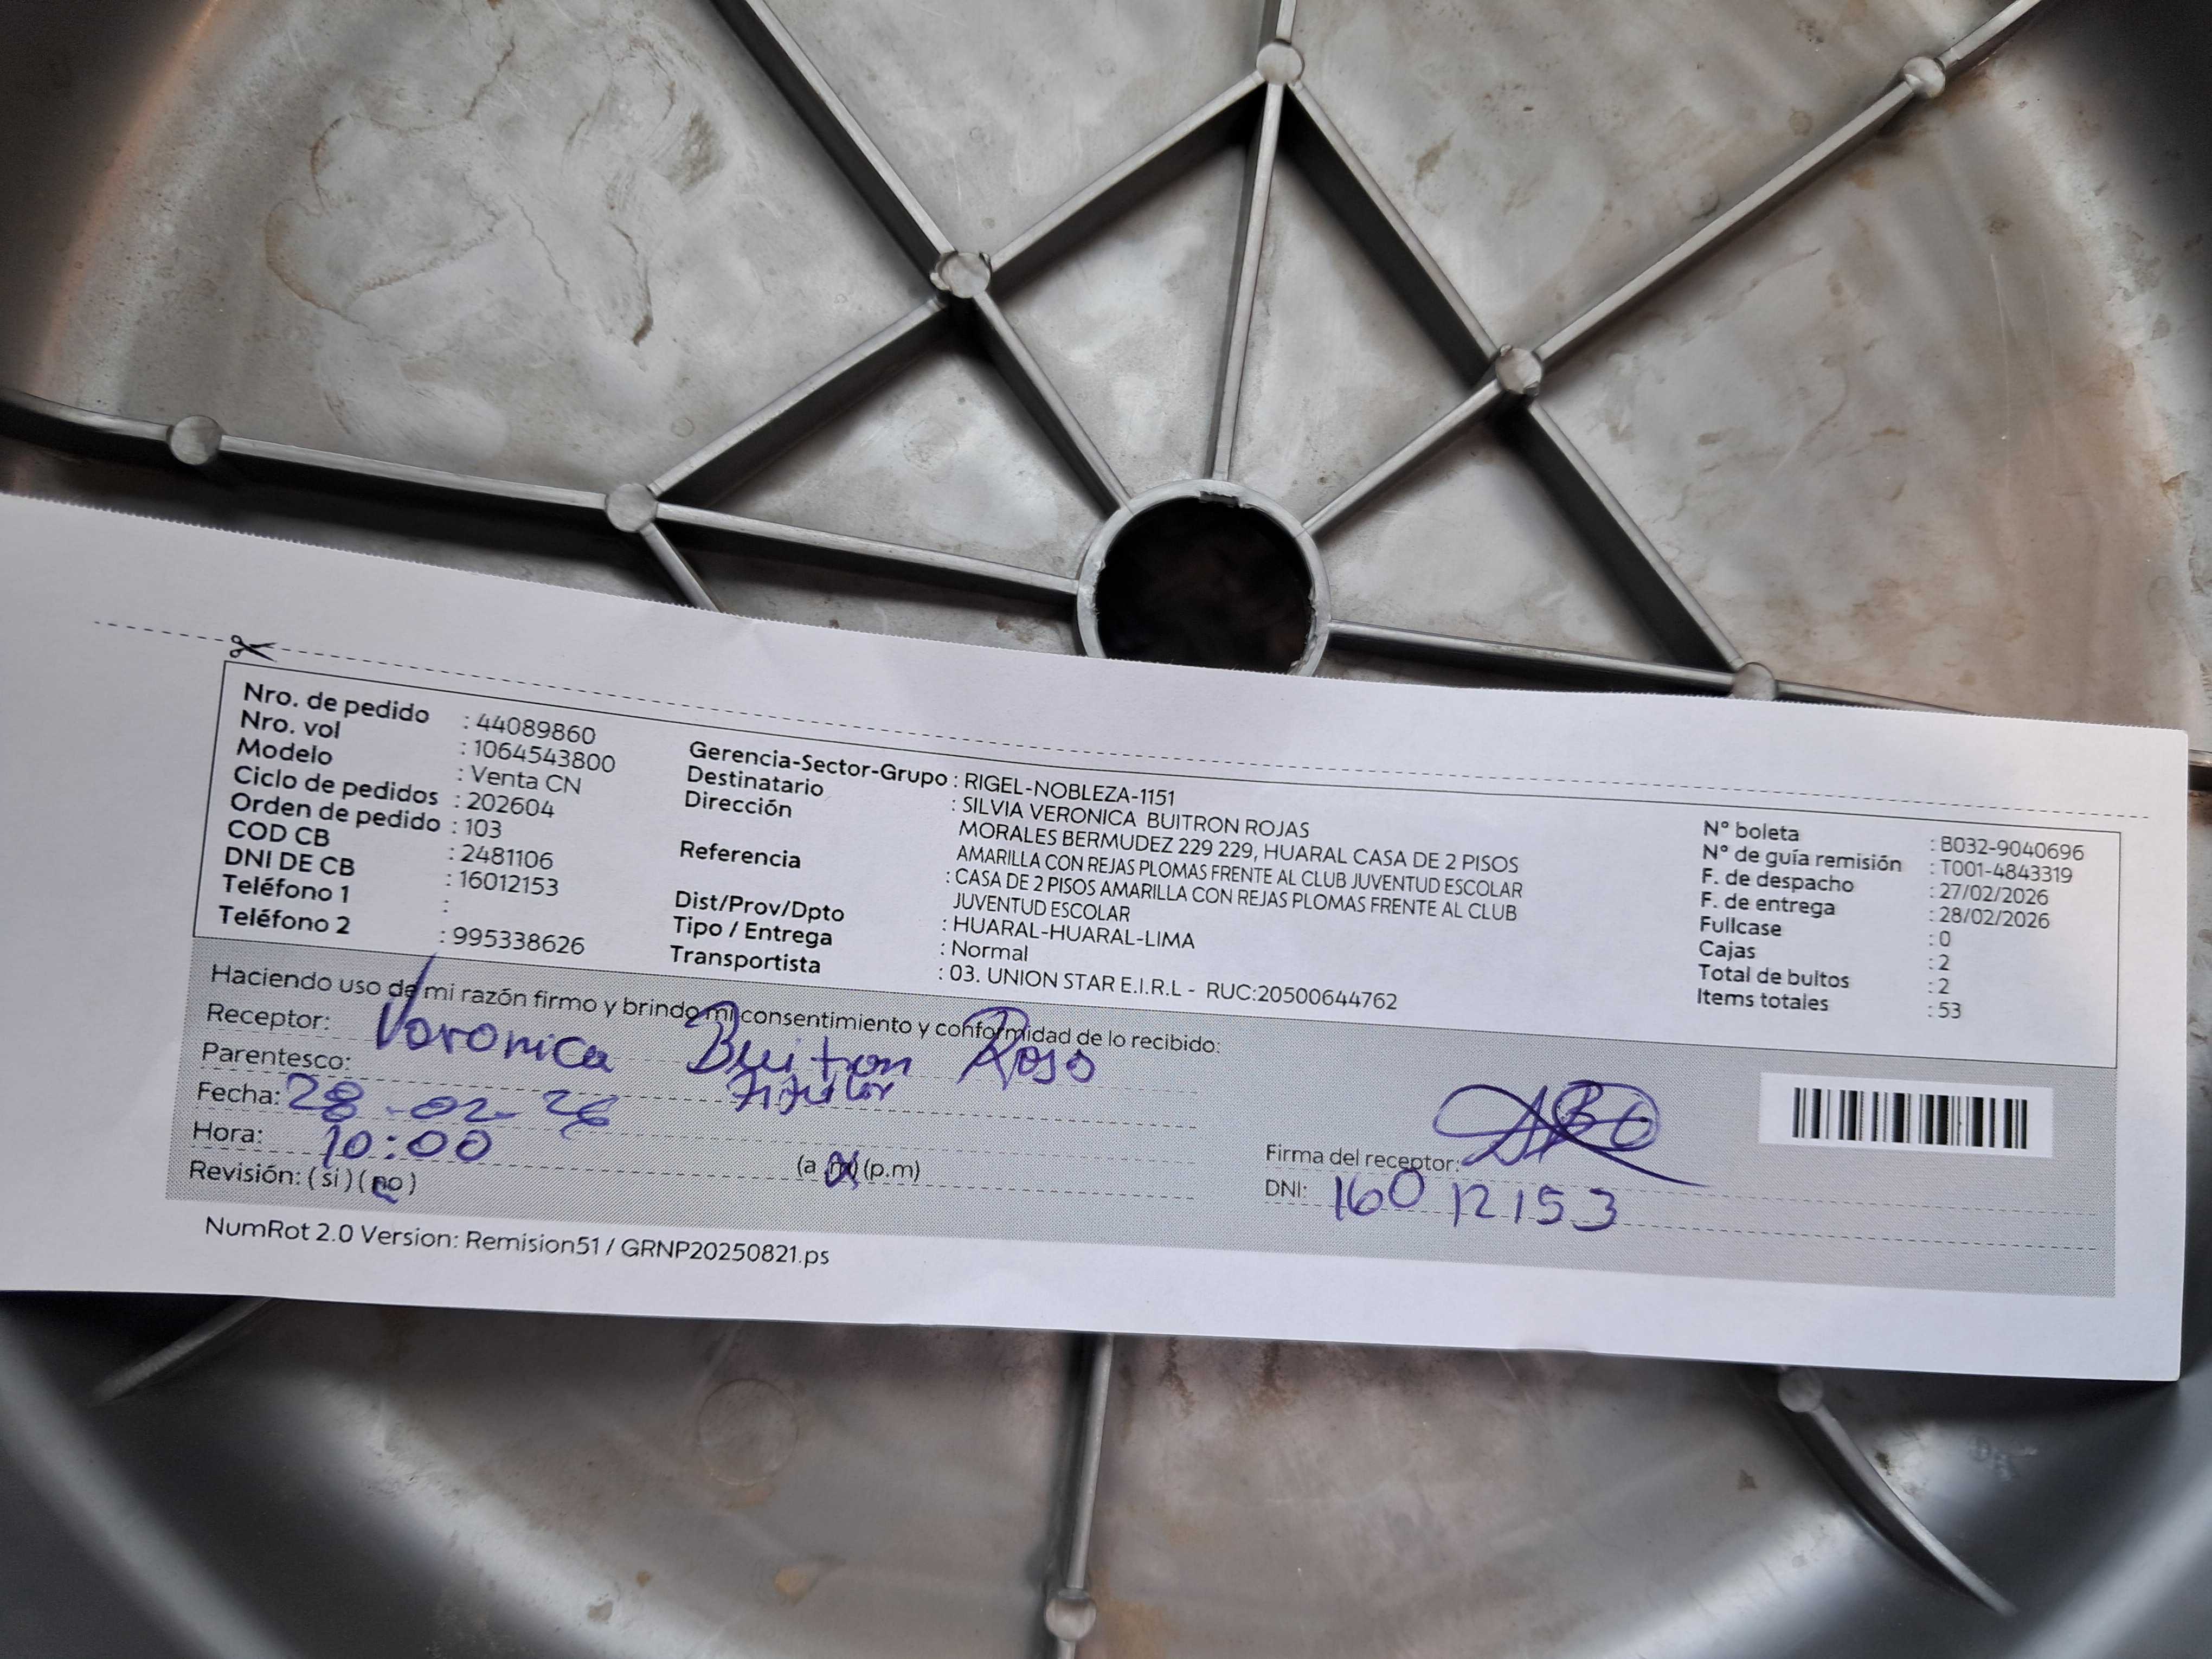 Nro. de pedido : 44089860
Nro. vol : 1064543800
Modelo : Venta CN
Ciclo de pedidos : 202604
Orden de pedido : 103
COD CB : 2481106
DNI DE CB : 16012153
Teléfono 1 :
Teléfono 2 : 995338626
Gerencia-Sector-Grupo : RIGEL-NOBLEZA-1151
Destinatario : SILVIA VERONICA BUITRON ROJAS
Dirección MORALES BERMUDEZ 229 229, HUARAL CASA DE 2 PISOS
AMARILLA CON REJAS PLOMAS FRENTE AL CLUB JUVENTUD ESCOLAR
Referencia : CASA DE 2 PISOS AMARILLA CON REJAS PLOMAS FRENTE AL CLUB
JUVENTUD ESCOLAR
Dist/Prov/Dpto : HUARAL-HUARAL-LIMA
Tipo / Entrega : Normal
Transportista : 03. UNION STAR E.I.R.L - RUC:20500644762
N° boleta : B032-9040696
N° de guía remisión : T001-4843319
F. de despacho : 27/02/2026
F. de entrega : 28/02/2026
Fullcase : 0
Cajas : 2
Total de bultos : 2
Items totales : 53
Haciendo uso de mi razón firmo y brindo mi consentimiento y conformidad de lo recibido:
Receptor: Veronica Buitron Rojas
Parentesco: Titular
Fecha: 28-02-26
Hora: 10:00 (a.m) (p.m)
Revisión: (si) (no)
Firma del receptor:
DNI: 16012153
NumRot 2.0 Version: Remision51 / GRNP20250821.ps